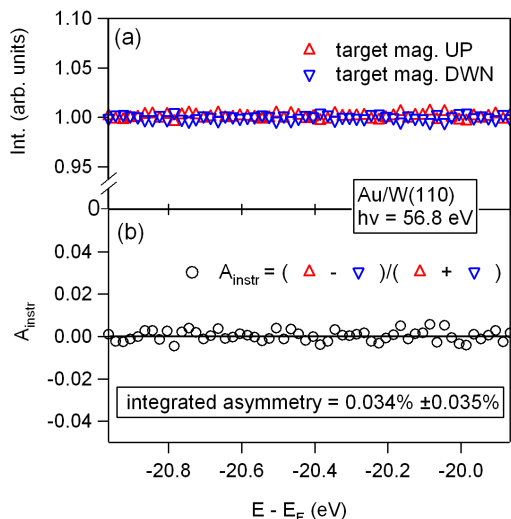 1.10
(a)
target mag. UP
target mag. DWN
1.05
1.00
0.95
0
Int. (arb. units)
Au/W(110)
hν = 56.8 eV
(b)
0.04
A_instr = ( △ - ▽ )/( △ + ▽ )
0.02
0.00
-0.02
-0.04
A_instr
integrated asymmetry = 0.034% ±0.035%
-20.8 -20.6 -20.4 -20.2 -20.0
E - E_F (eV)